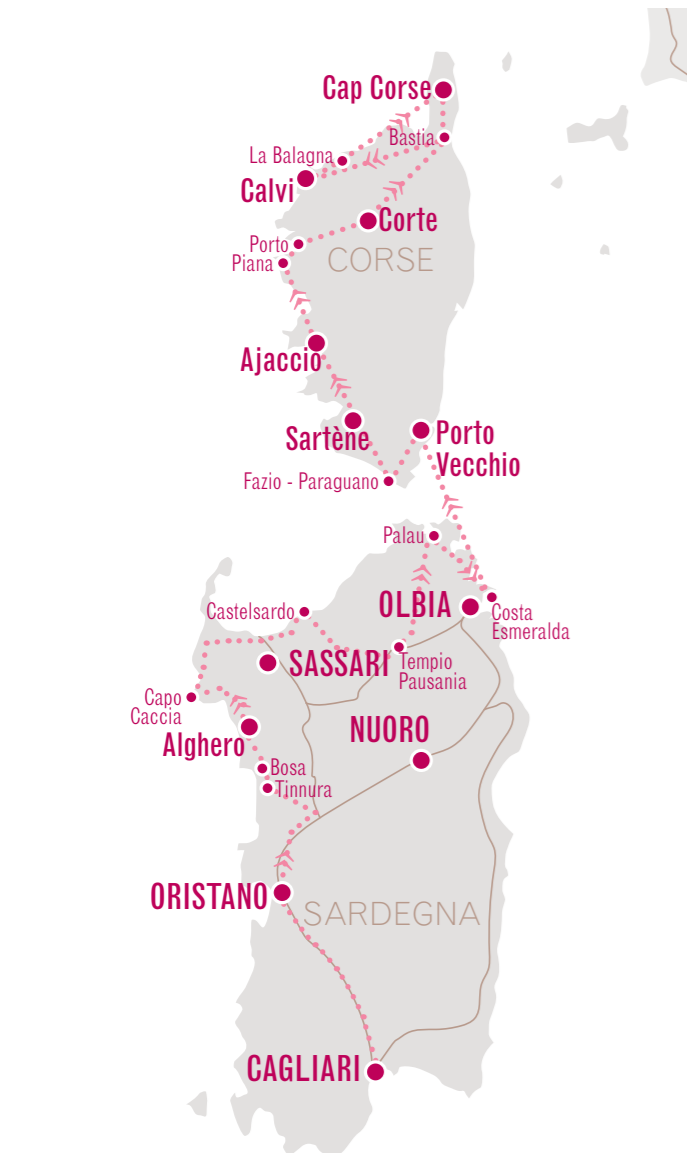 Cap Corse
Bastia
La Balagna
Calvi
Corte
Porto
Piana
CORSE
Ajaccio
Sartène
Porto
Vecchio
Fazio - Paraguano
Palau
OLBIA
Costa
Esmeralda
Castelsardo
SASSARI
Tempio
Pausania
Capo
Caccia
Alghero
NUORO
Bosa
Tinnura
ORISTANO
SARDEGNA
CAGLIARI